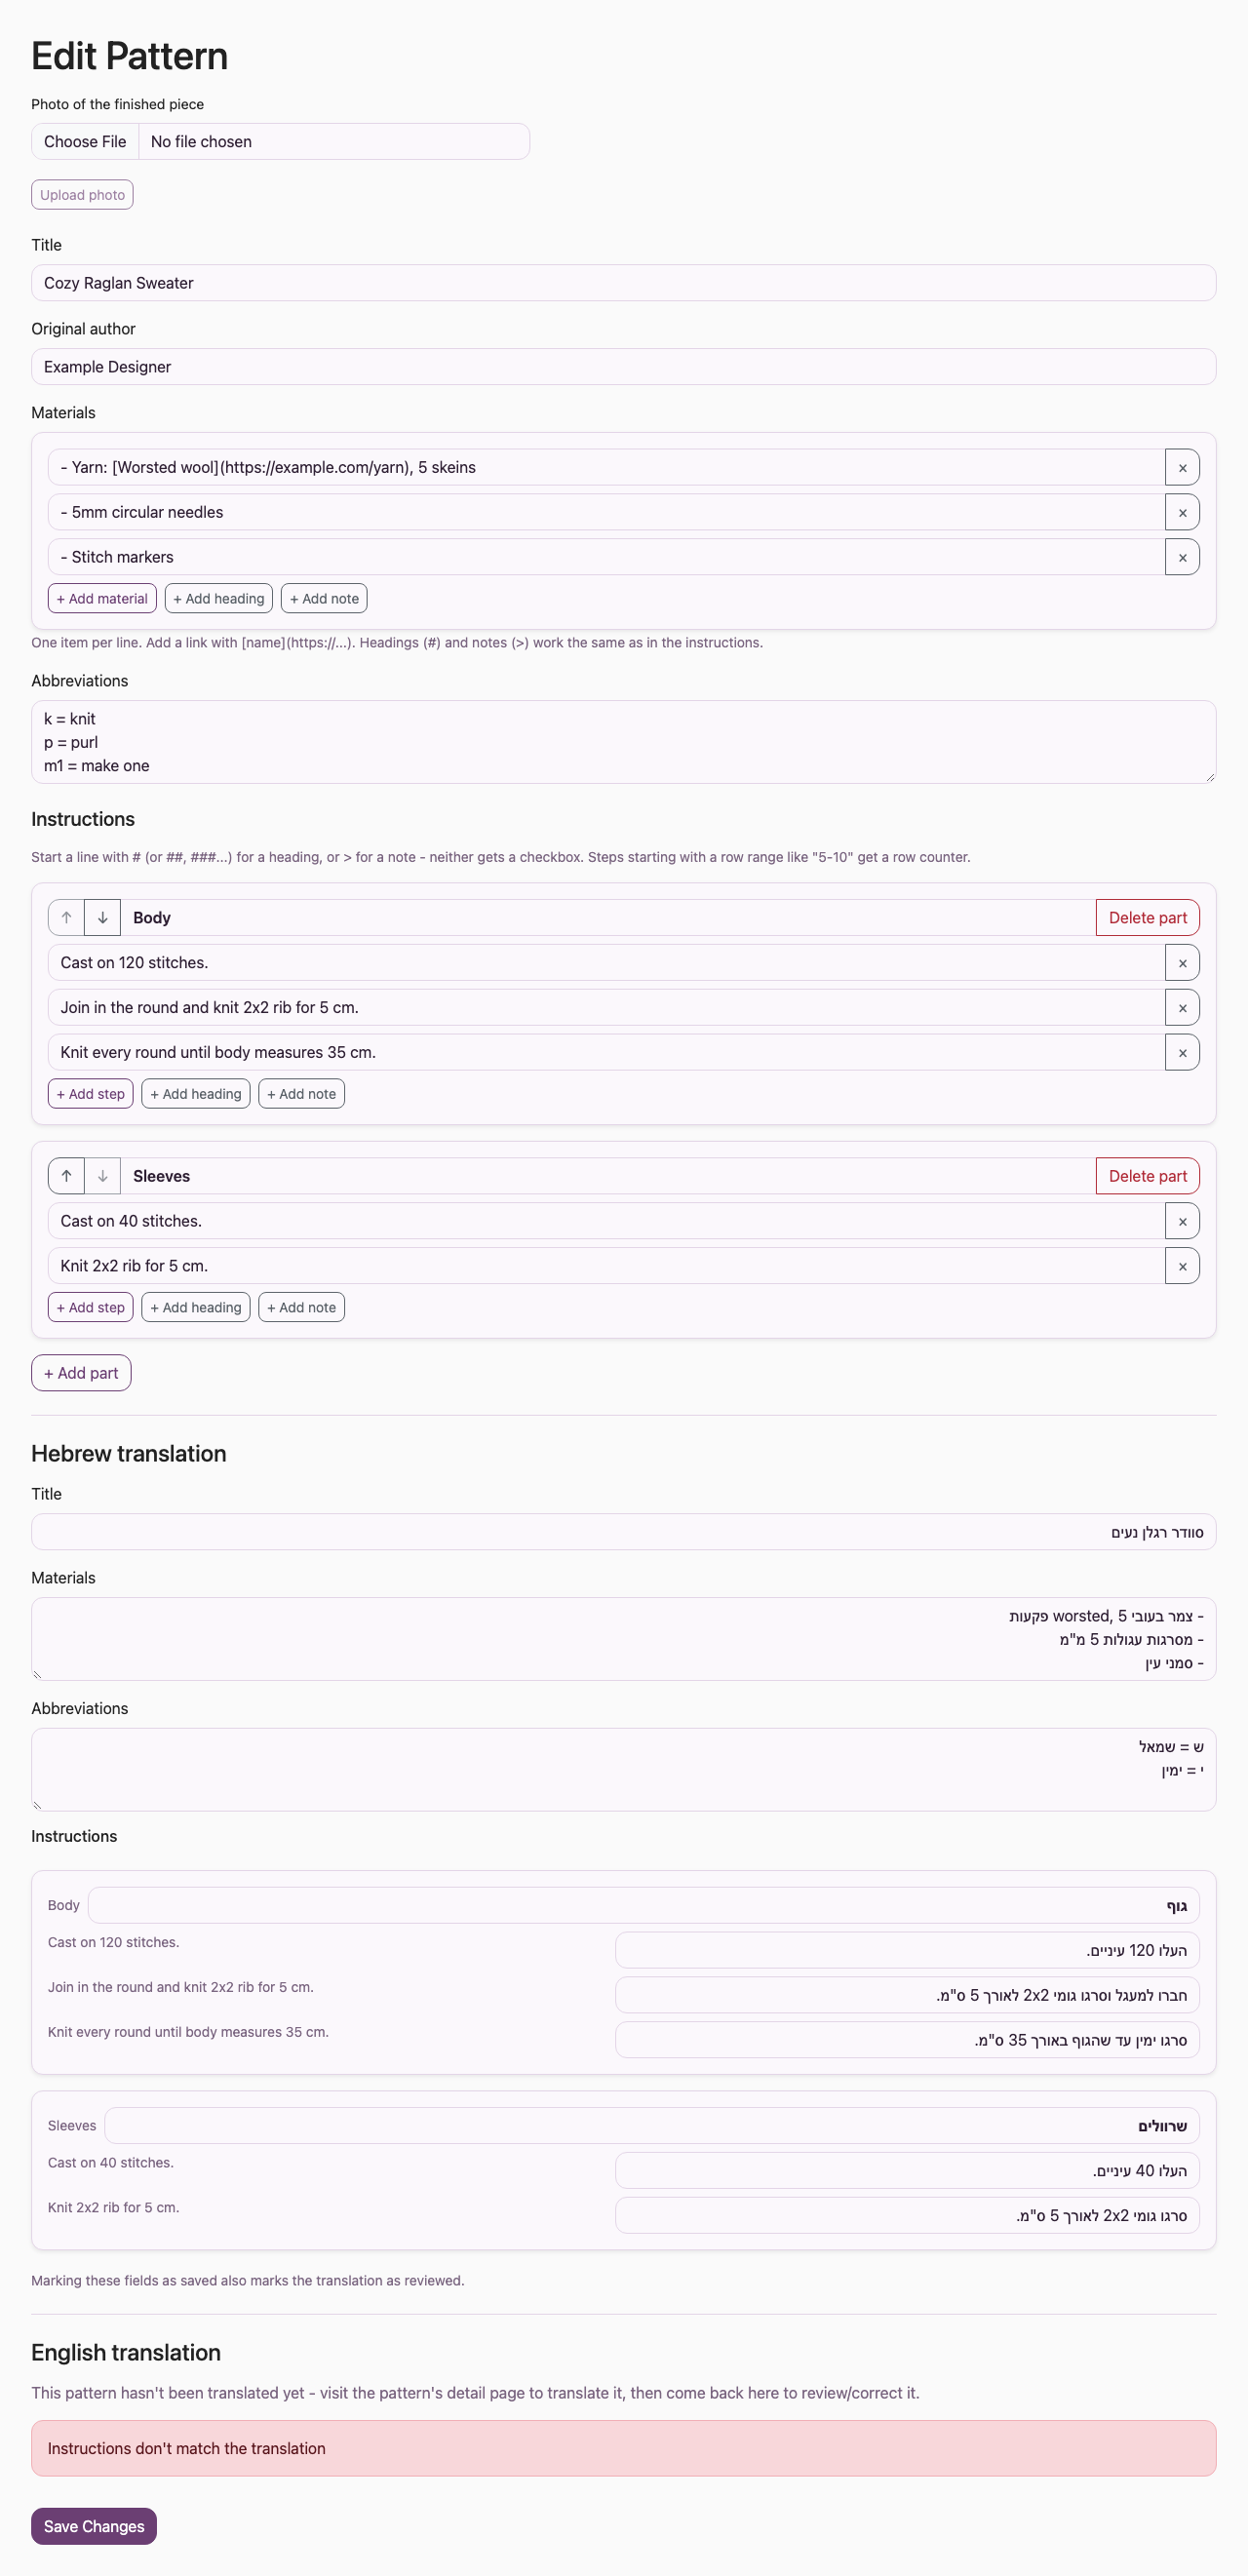 Edit Pattern
Photo of the finished piece
Choose File No file chosen
Upload photo
Title
Cozy Raglan Sweater
Original author
Example Designer
Materials
- Yarn: [Worsted wool](https://example.com/yarn), 5 skeins ×
- 5mm circular needles ×
- Stitch markers ×
+ Add material + Add heading + Add note
One item per line. Add a link with [name](https://...). Headings (#) and notes (>) work the same as in the instructions.
Abbreviations
k = knit
p = purl
m1 = make one
Instructions
Start a line with # (or ##, ###...) for a heading, or > for a note - neither gets a checkbox. Steps starting with a row range like "5-10" get a row counter.
↑ ↓ Body Delete part
Cast on 120 stitches. ×
Join in the round and knit 2x2 rib for 5 cm. ×
Knit every round until body measures 35 cm. ×
+ Add step + Add heading + Add note
↑ ↓ Sleeves Delete part
Cast on 40 stitches. ×
Knit 2x2 rib for 5 cm. ×
+ Add step + Add heading + Add note
+ Add part
Hebrew translation
Title
סוודר רגלן נעים
Materials
- צמר בעובי worsted, 5 פקעות
- מסרגות עגולות 5 מ"מ
- סמני עין
Abbreviations
ש = שמאל
י = ימין
Instructions
Body גוף
Cast on 120 stitches. העלו 120 עיניים.
Join in the round and knit 2x2 rib for 5 cm. חברו למעגל וסרגו גומי 2x2 לאורך 5 ס"מ.
Knit every round until body measures 35 cm. סרגו ימין עד שהגוף באורך 35 ס"מ.
Sleeves שרוולים
Cast on 40 stitches. העלו 40 עיניים.
Knit 2x2 rib for 5 cm. סרגו גומי 2x2 לאורך 5 ס"מ.
Marking these fields as saved also marks the translation as reviewed.
English translation
This pattern hasn't been translated yet - visit the pattern's detail page to translate it, then come back here to review/correct it.
Instructions don't match the translation
Save Changes